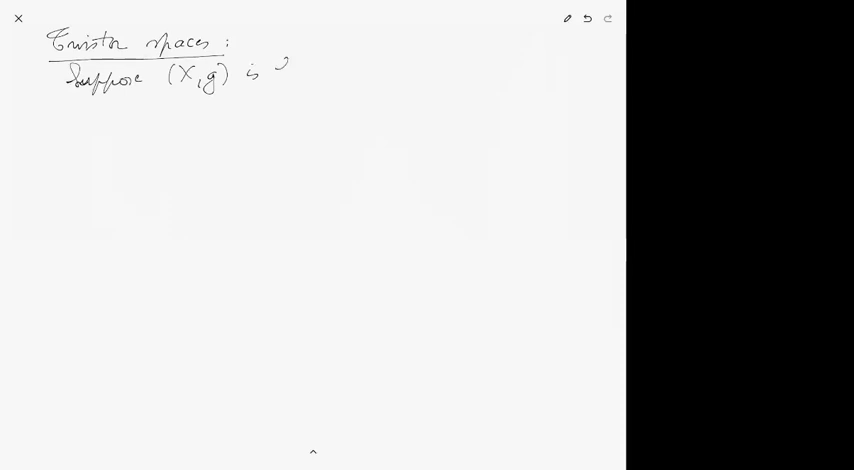 Twistor spaces :
Suppose (X, g) is